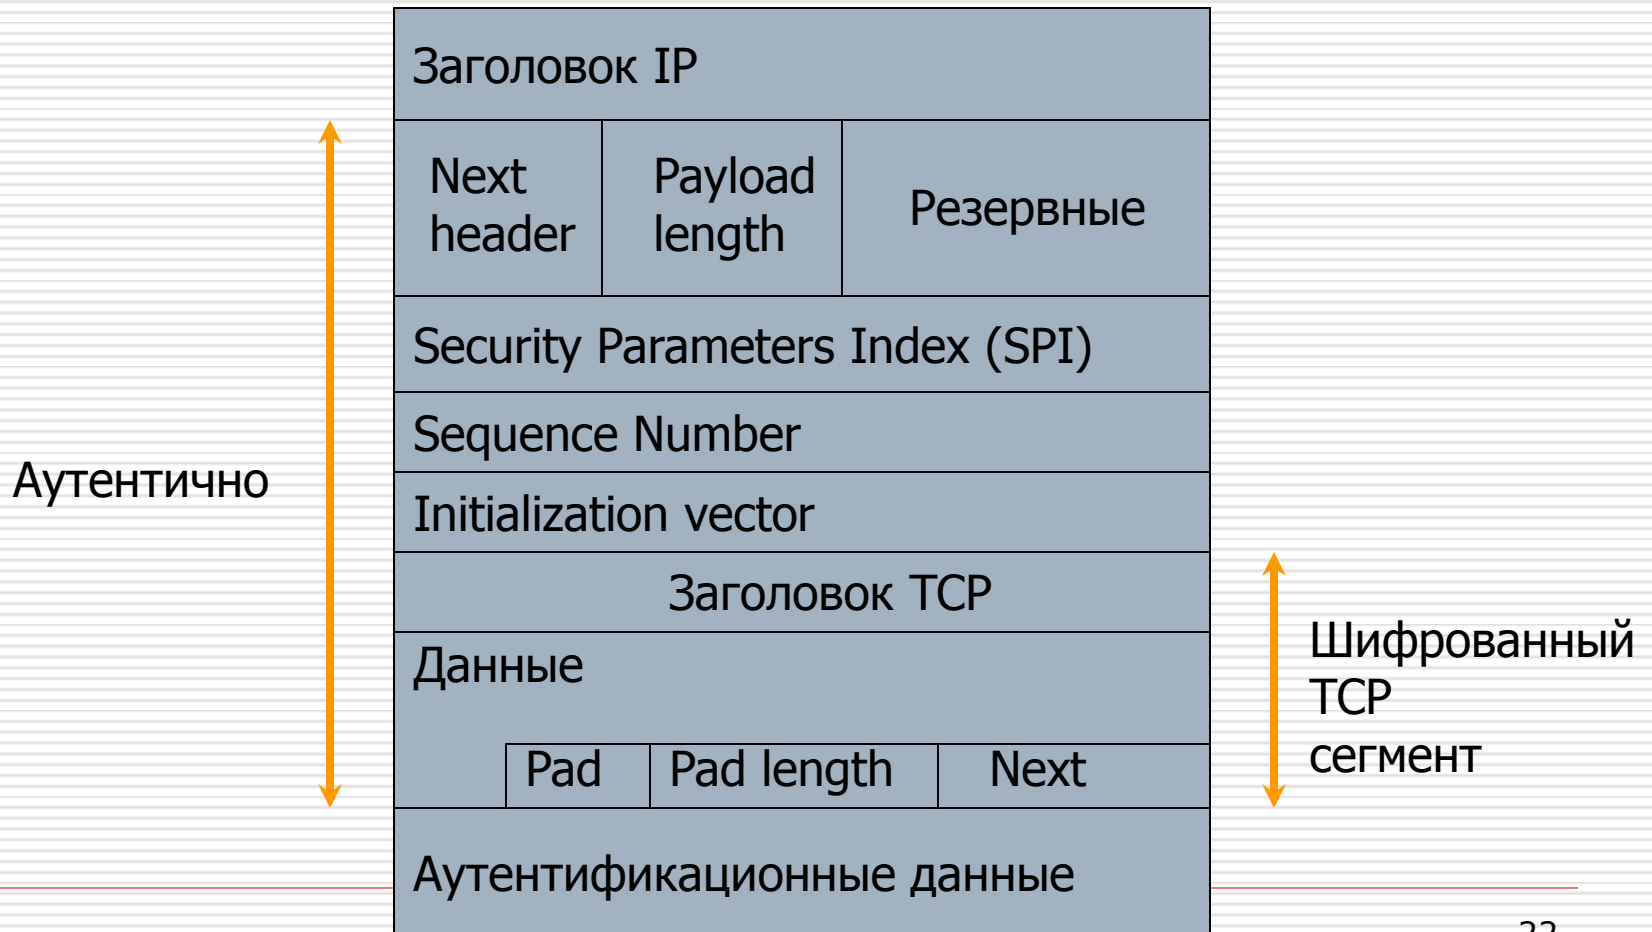 Заголовок IP
Next
header
Payload
length
Резервные
Security Parameters Index (SPI)
Sequence Number
Аутентично
Initialization vector
Заголовок TCP
Данные
Шифрованный
TCP
сегмент
Pad
Pad length
Next
Аутентификационные данные